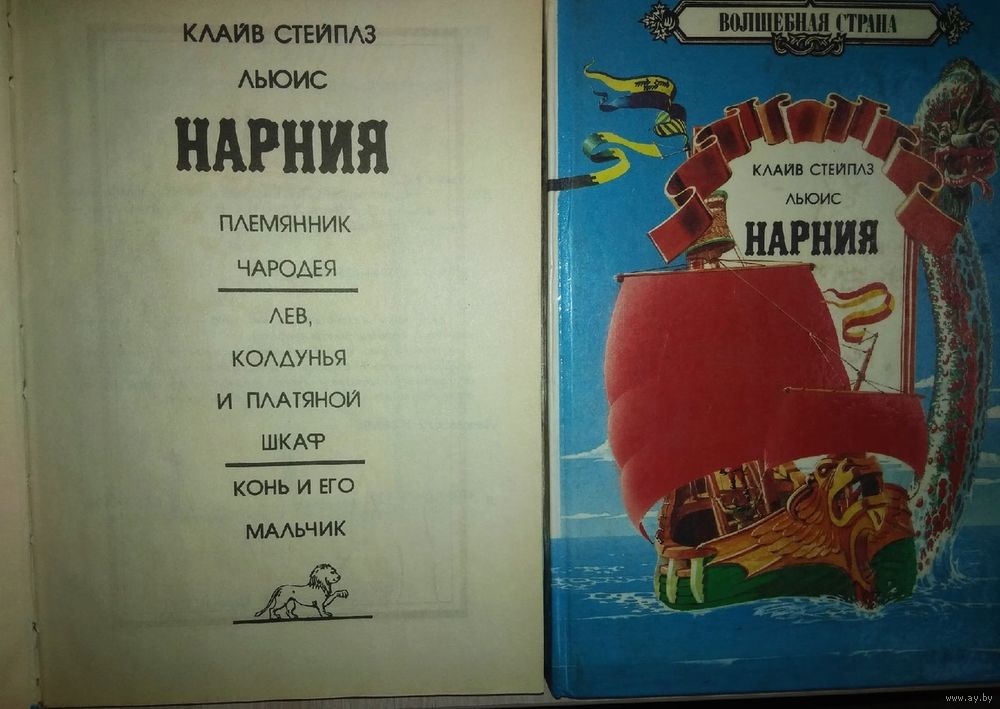 КЛАЙВ СТЕЙПЛЗ
ЛЬЮИС
НАРНИЯ
ПЛЕМЯННИК
ЧАРОДЕЯ
ЛЕВ,
КОЛДУНЬЯ
И ПЛАТЯНОЙ
ШКАФ
КОНЬ И ЕГО
МАЛЬЧИК
ВОЛШЕБНАЯ СТРАНА
КЛАЙВ СТЕЙПЛЗ
ЛЬЮИС
НАРНИЯ
www.ay.by